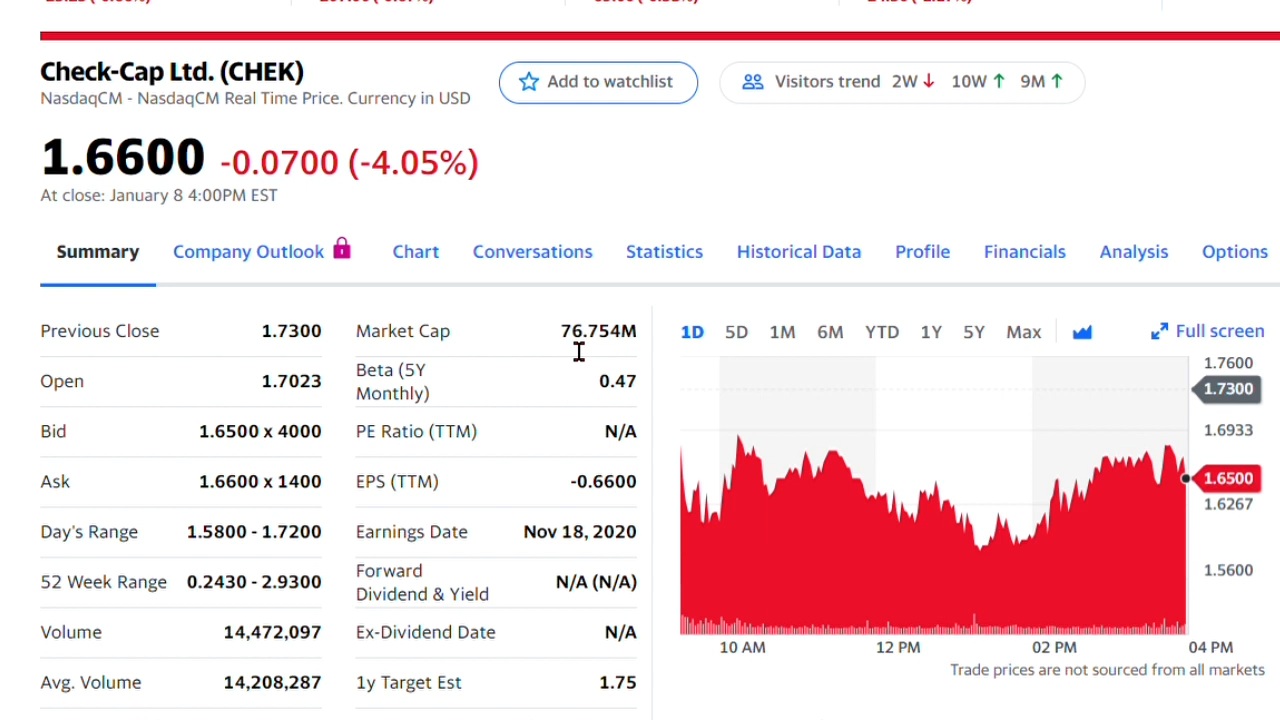 Check-Cap Ltd. (CHEK)
Add to watchlist
Visitors trend 2W 10W 9M
NasdaqCM - NasdaqCM Real Time Price. Currency in USD
1.6600 -0.0700 (-4.05%)
At close: January 8 4:00PM EST
Summary Company Outlook Chart Conversations Statistics Historical Data Profile Financials Analysis Options
Previous Close 1.7300
Open 1.7023
Bid 1.6500 x 4000
Ask 1.6600 x 1400
Day's Range 1.5800 - 1.7200
52 Week Range 0.2430 - 2.9300
Volume 14,472,097
Avg. Volume 14,208,287
Market Cap 76.754M
Beta (5Y
Monthly) 0.47
PE Ratio (TTM) N/A
EPS (TTM) -0.6600
Earnings Date Nov 18, 2020
Forward
Dividend & Yield N/A (N/A)
Ex-Dividend Date N/A
1y Target Est 1.75
1D 5D 1M 6M YTD 1Y 5Y Max Full screen
1.7600
1.7300
1.6933
1.6500
1.6267
1.5600
10 AM 12 PM 02 PM 04 PM
Trade prices are not sourced from all markets